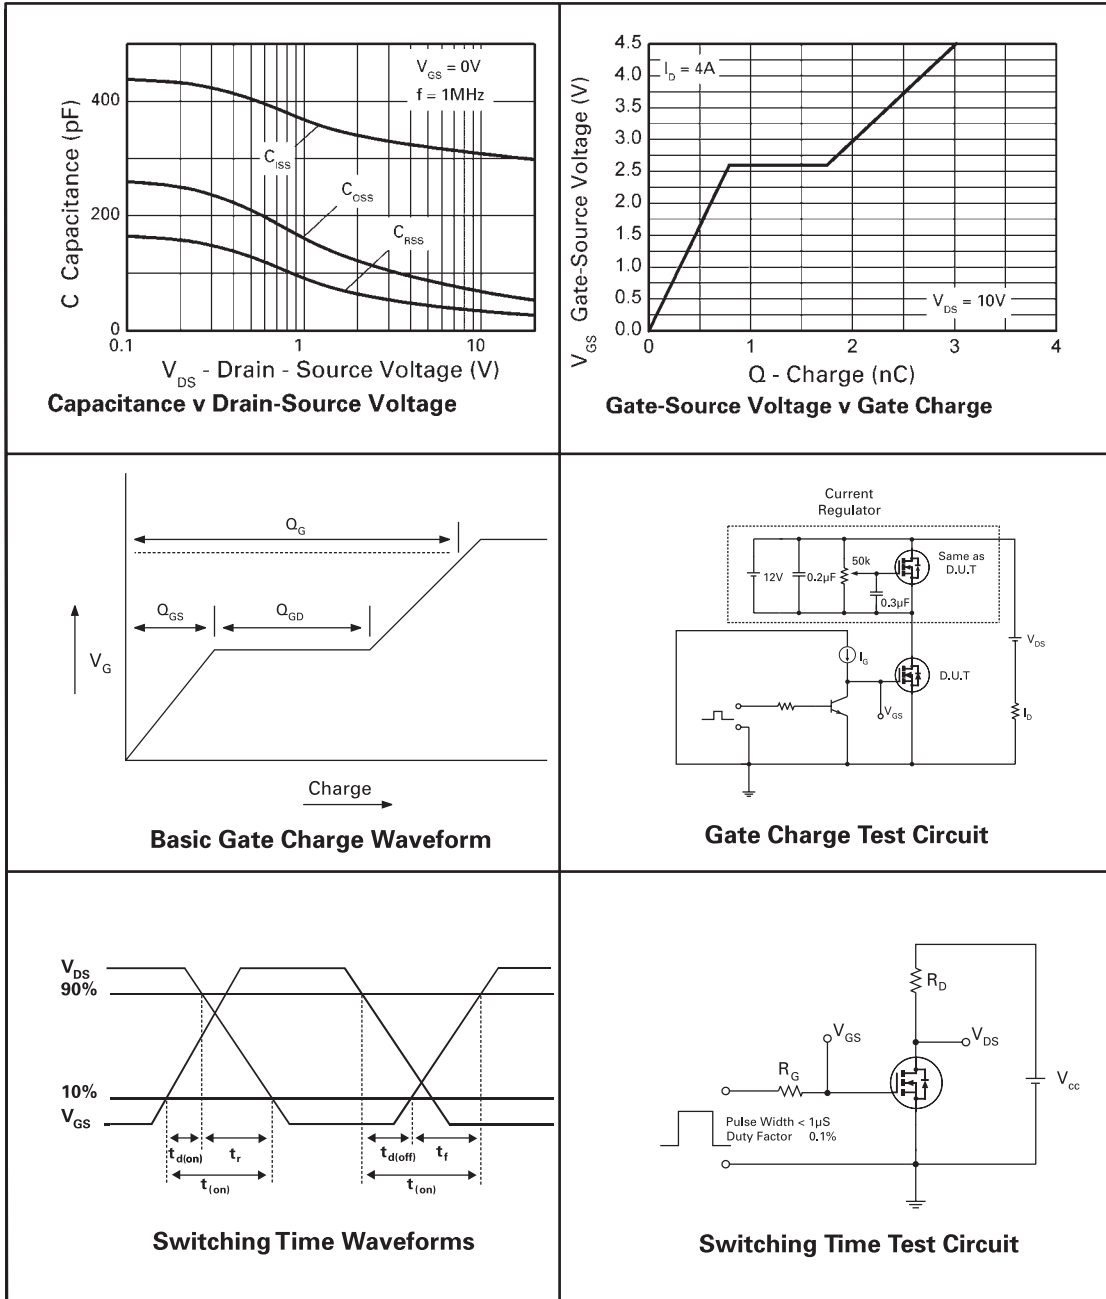 V_GS = 0V
f = 1MHz
400
200
0
C Capacitance (pF)
C_ISS
C_OSS
C_RSS
0.1
1
10
V_DS - Drain - Source Voltage (V)
Capacitance v Drain-Source Voltage
4.5
4.0
3.5
3.0
2.5
2.0
1.5
1.0
0.5
0.0
V_GS Gate-Source Voltage (V)
I_D = 4A
V_DS = 10V
0
1
2
3
4
Q - Charge (nC)
Gate-Source Voltage v Gate Charge
Q_G
Q_GS
Q_GD
V_G
Charge
Basic Gate Charge Waveform
Current
Regulator
12V
0.2µF
50k
0.3µF
Same as
D.U.T
I_G
D.U.T
V_GS
V_DS
I_D
Gate Charge Test Circuit
V_DS
90%
10%
V_GS
t_d(on)
t_r
t_(on)
t_d(off)
t_f
t_(on)
Switching Time Waveforms
R_D
V_GS
V_DS
R_G
V_cc
Pulse Width < 1µS
Duty Factor 0.1%
Switching Time Test Circuit